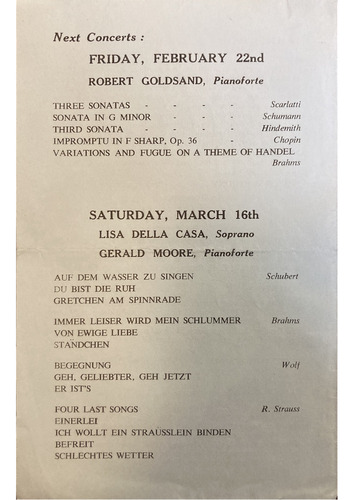 Next Concerts :
FRIDAY, FEBRUARY 22nd
ROBERT GOLDSAND, Pianoforte
THREE SONATAS - - - - Scarlatti
SONATA IN G MINOR - - - Schumann
THIRD SONATA - - - - Hindemith
IMPROMPTU IN F SHARP, Op. 36 - Chopin
VARIATIONS AND FUGUE ON A THEME OF HANDEL
Brahms
SATURDAY, MARCH 16th
LISA DELLA CASA, Soprano
GERALD MOORE, Pianoforte
AUF DEM WASSER ZU SINGEN Schubert
DU BIST DIE RUH
GRETCHEN AM SPINNRADE
IMMER LEISER WIRD MEIN SCHLUMMER Brahms
VON EWIGE LIEBE
STANDCHEN
BEGEGNUNG Wolf
GEH, GELIEBTER, GEH JETZT
ER IST'S
FOUR LAST SONGS R. Strauss
EINERLEI
ICH WOLLT EIN STRAUSSLEIN BINDEN
BEFREIT
SCHLECHTES WETTER